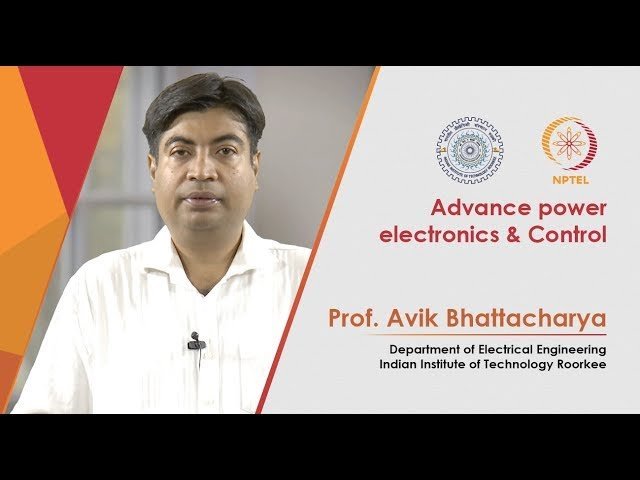 NPTEL
Advance power
electronics & Control
Prof. Avik Bhattacharya
Department of Electrical Engineering
Indian Institute of Technology Roorkee